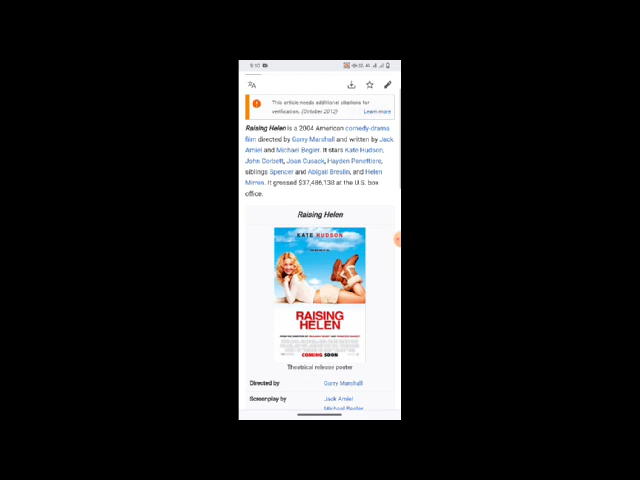 9:10
This article needs additional citations for
verification. (October 2012)
Learn more
Raising Helen is a 2004 American comedy-drama
film directed by Garry Marshall and written by Jack
Amiel and Michael Begler. It stars Kate Hudson,
John Corbett, Joan Cusack, Hayden Panettiere,
siblings Spencer and Abigail Breslin, and Helen
Mirren. It grossed $37,486,138 at the U.S. box
office.
Raising Helen
KATE HUDSON
RAISING
HELEN
COMING SOON
Theatrical release poster
Directed by
Garry Marshall
Screenplay by
Jack Amiel
Michael Begler